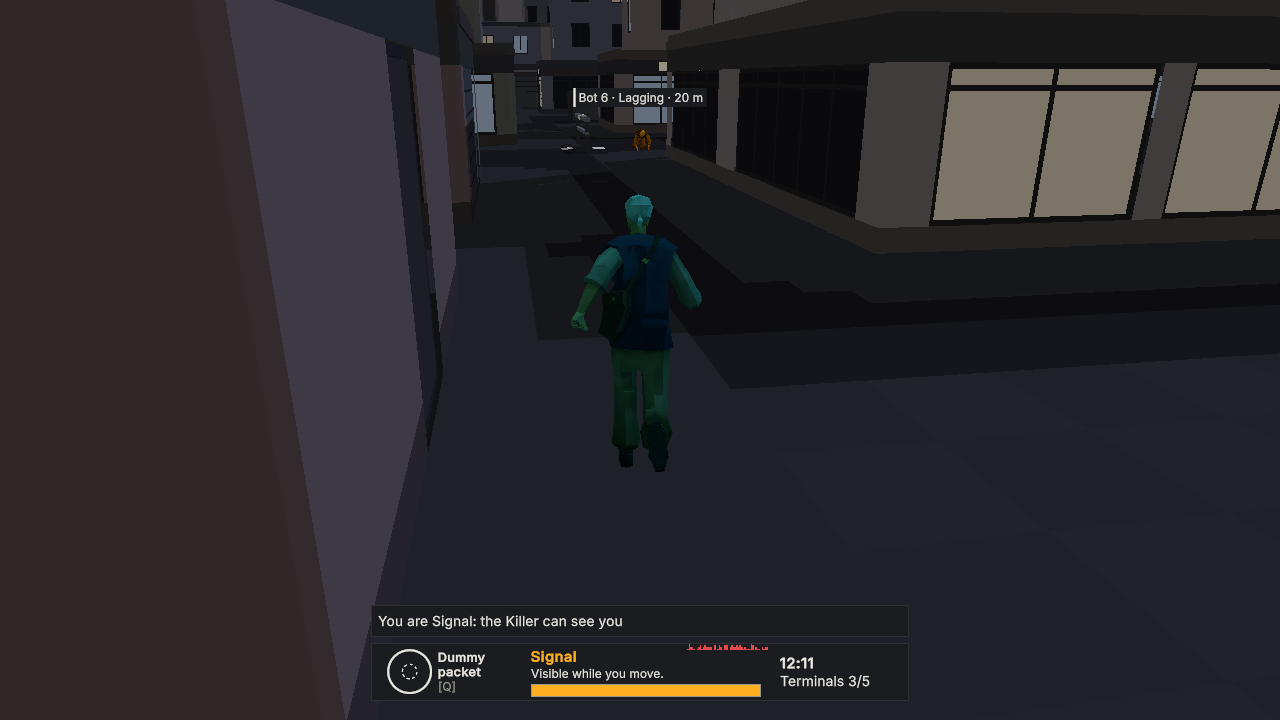 Bot 6 · Lagging · 20 m
You are Signal: the Killer can see you
Dummy packet
[Q]
Signal
Visible while you move.
12:11
Terminals 3/5